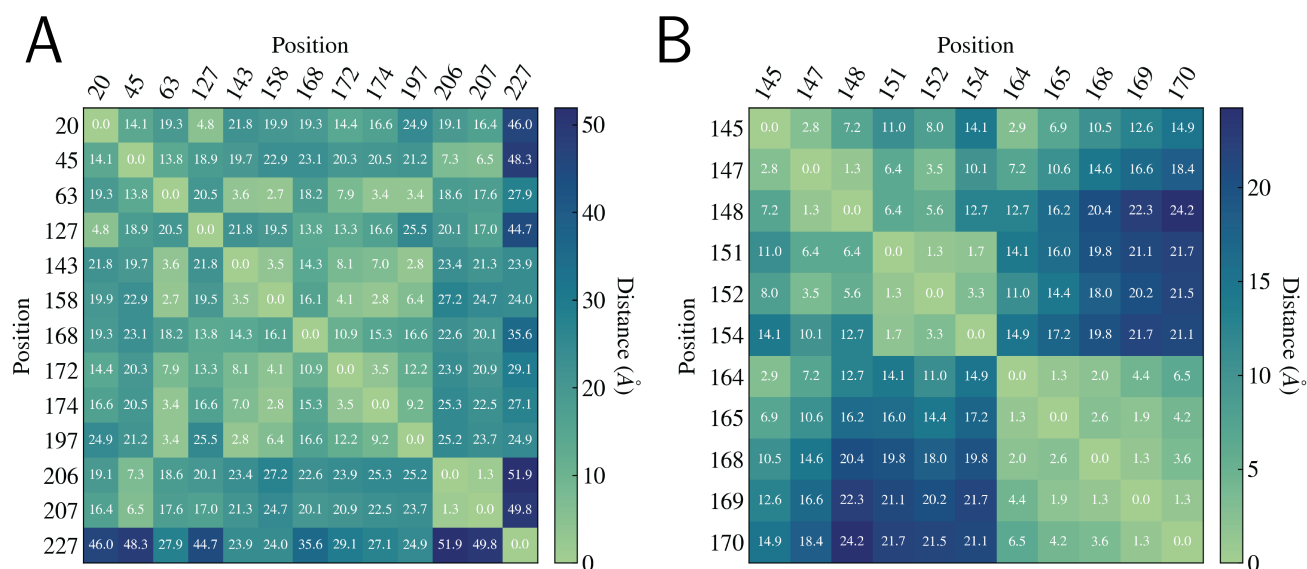 A
Position
20 45 63 127 143 158 168 172 174 197 206 207 227
20 0.0 14.1 19.3 4.8 21.8 19.9 19.3 14.4 16.6 24.9 19.1 16.4 46.0
45 14.1 0.0 13.8 18.9 19.7 22.9 23.1 20.3 20.5 21.2 7.3 6.5 48.3
63 19.3 13.8 0.0 20.5 3.6 2.7 18.2 7.9 3.4 3.4 18.6 17.6 27.9
127 4.8 18.9 20.5 0.0 21.8 19.5 13.8 13.3 16.6 25.5 20.1 17.0 44.7
143 21.8 19.7 3.6 21.8 0.0 3.5 14.3 8.1 7.0 2.8 23.4 21.3 23.9
158 19.9 22.9 2.7 19.5 3.5 0.0 16.1 4.1 2.8 6.4 27.2 24.7 24.0
168 19.3 23.1 18.2 13.8 14.3 16.1 0.0 10.9 15.3 16.6 22.6 20.1 35.6
172 14.4 20.3 7.9 13.3 8.1 4.1 10.9 0.0 3.5 12.2 23.9 20.9 29.1
174 16.6 20.5 3.4 16.6 7.0 2.8 15.3 3.5 0.0 9.2 25.3 22.5 27.1
197 24.9 21.2 3.4 25.5 2.8 6.4 16.6 12.2 9.2 0.0 25.2 23.7 24.9
206 19.1 7.3 18.6 20.1 23.4 27.2 22.6 23.9 25.3 25.2 0.0 1.3 51.9
207 16.4 6.5 17.6 17.0 21.3 24.7 20.1 20.9 22.5 23.7 1.3 0.0 49.8
227 46.0 48.3 27.9 44.7 23.9 24.0 35.6 29.1 27.1 24.9 51.9 49.8 0.0
Position
50
40
30
20
10
0
Distance (Å)
B
Position
145 147 148 151 152 154 164 165 168 169 170
145 0.0 2.8 7.2 11.0 8.0 14.1 2.9 6.9 10.5 12.6 14.9
147 2.8 0.0 1.3 6.4 3.5 10.1 7.2 10.6 14.6 16.6 18.4
148 7.2 1.3 0.0 6.4 5.6 12.7 12.7 16.2 20.4 22.3 24.2
151 11.0 6.4 6.4 0.0 1.3 1.7 14.1 16.0 19.8 21.1 21.7
152 8.0 3.5 5.6 1.3 0.0 3.3 11.0 14.4 18.0 20.2 21.5
154 14.1 10.1 12.7 1.7 3.3 0.0 14.9 17.2 19.8 21.7 21.1
164 2.9 7.2 12.7 14.1 11.0 14.9 0.0 1.3 2.0 4.4 6.5
165 6.9 10.6 16.2 16.0 14.4 17.2 1.3 0.0 2.6 1.9 4.2
168 10.5 14.6 20.4 19.8 18.0 19.8 2.0 2.6 0.0 1.3 3.6
169 12.6 16.6 22.3 21.1 20.2 21.7 4.4 1.9 1.3 0.0 1.3
170 14.9 18.4 24.2 21.7 21.5 21.1 6.5 4.2 3.6 1.3 0.0
Position
20
15
10
5
0
Distance (Å)